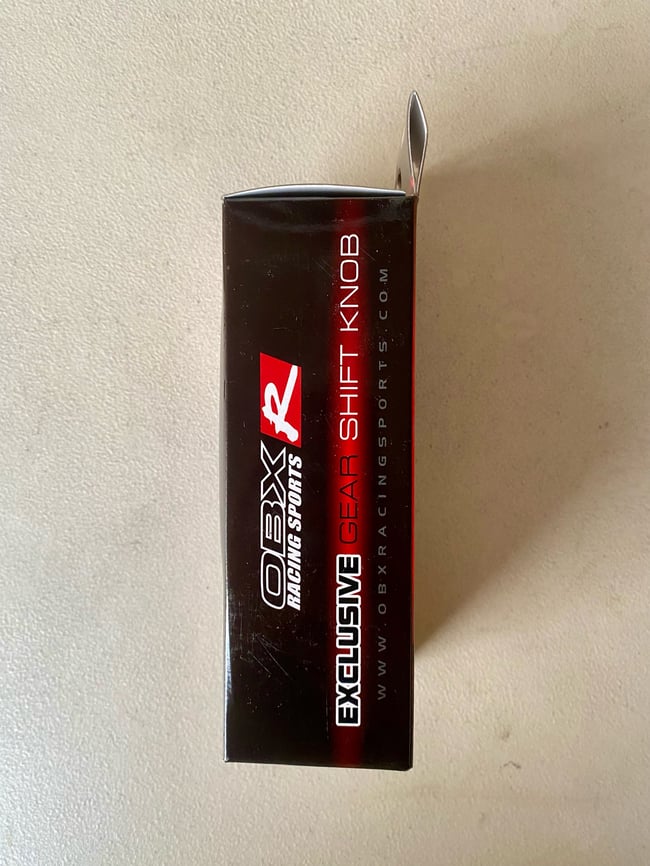 OBX R
RACING SPORTS
EXCLUSIVE GEAR SHIFT KNOB
WWW.OBXRACINGSPORTS.COM